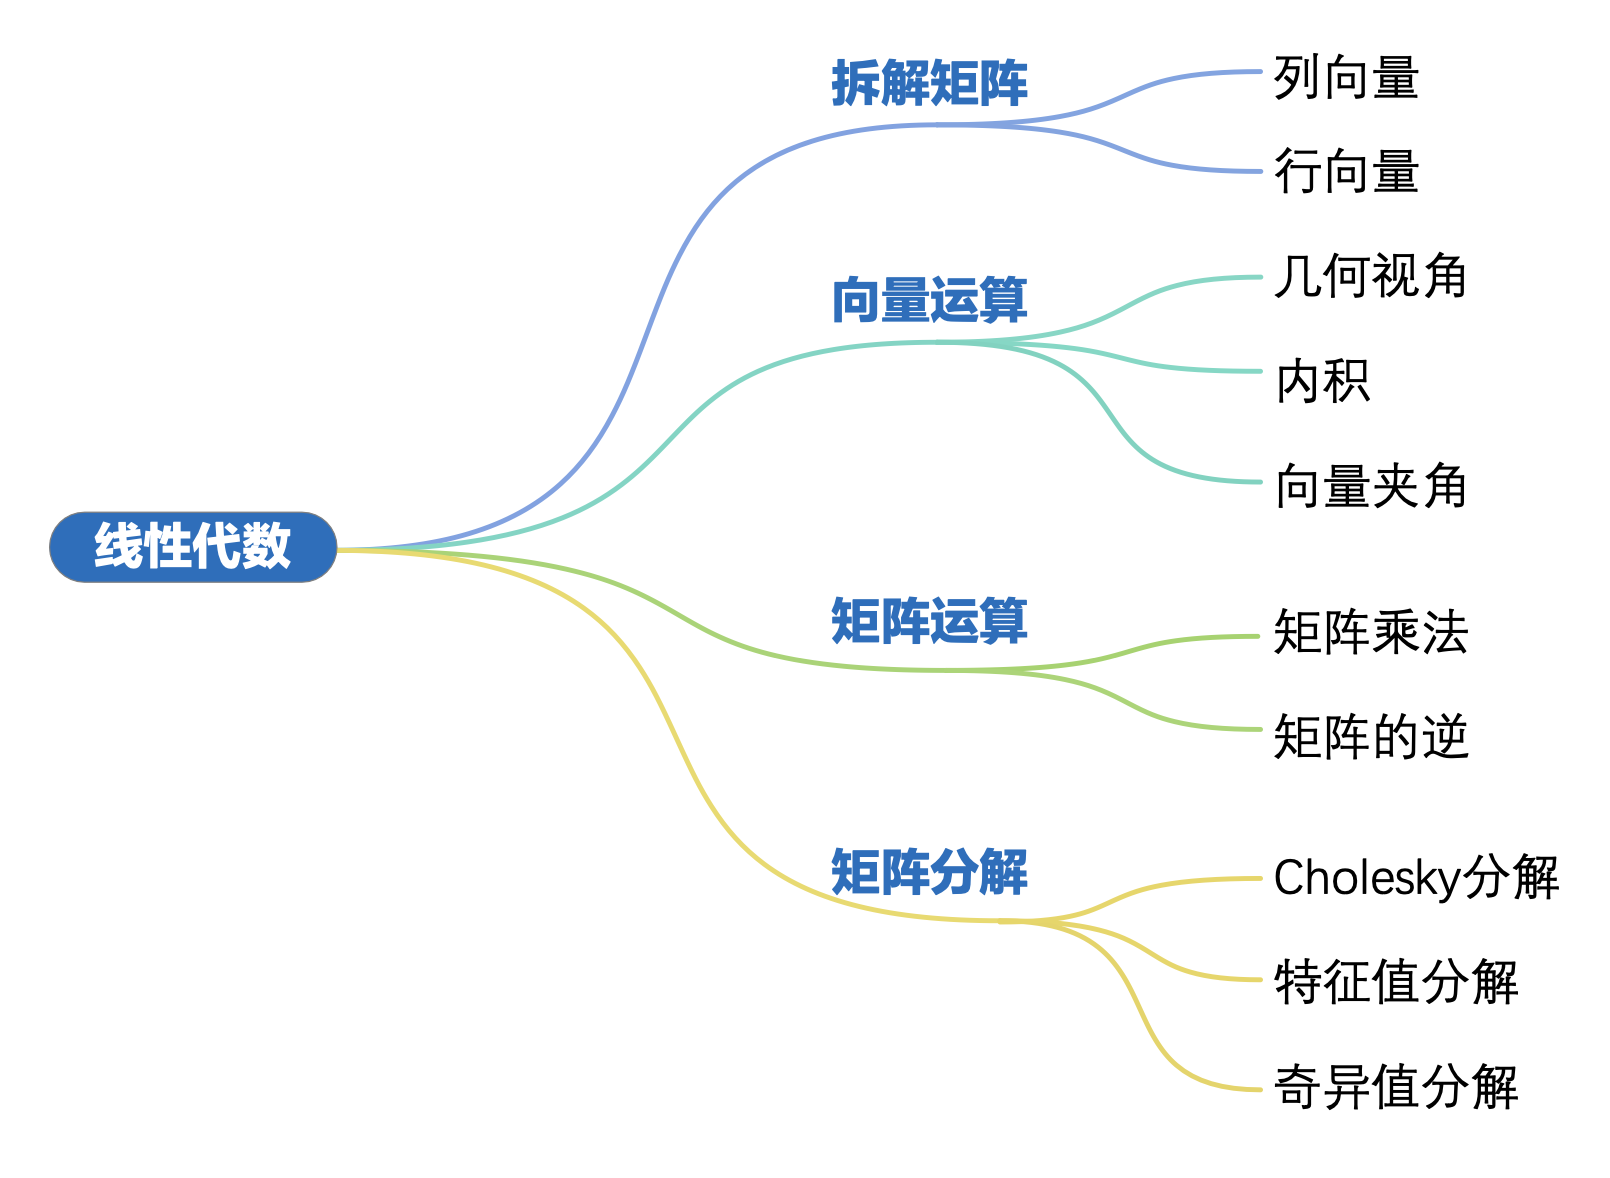 线性代数
拆解矩阵
列向量
行向量
向量运算
几何视角
内积
向量夹角
矩阵运算
矩阵乘法
矩阵的逆
矩阵分解
Cholesky分解
特征值分解
奇异值分解